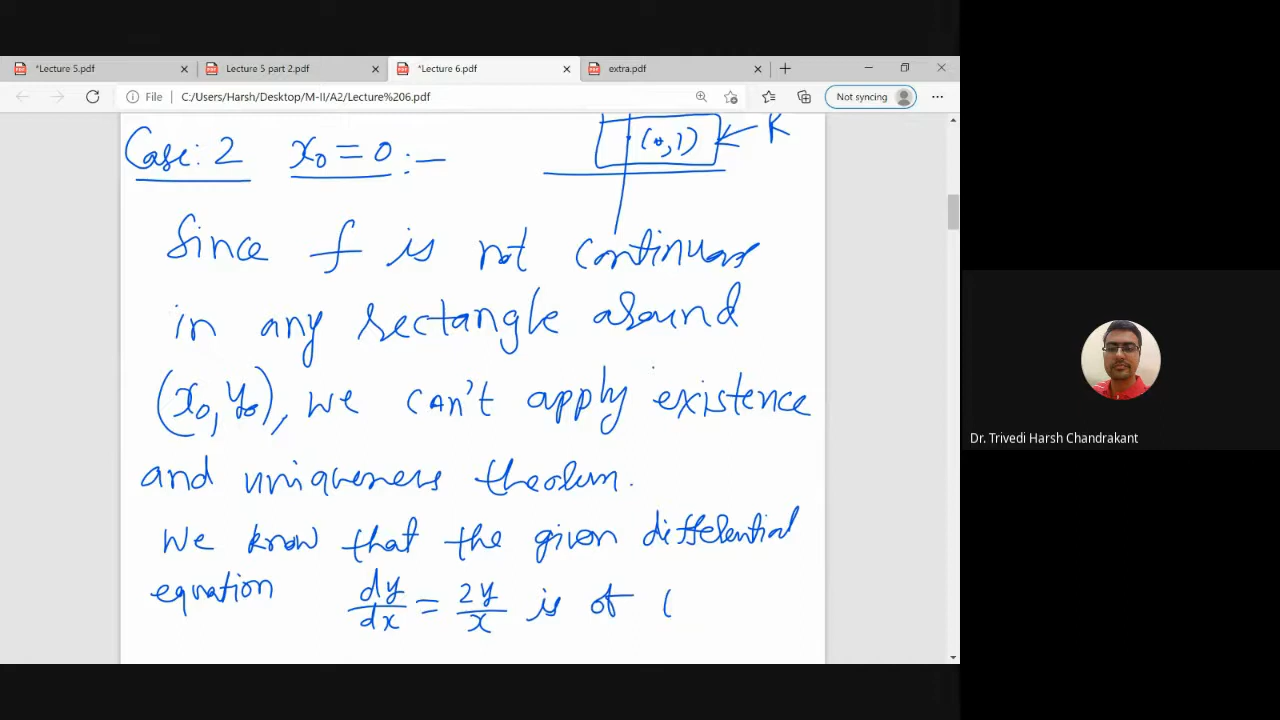 *Lecture 5.pdf
Lecture 5 part 2.pdf
*Lecture 6.pdf
extra.pdf
File
C:/Users/Harsh/Desktop/M-II/A2/Lecture%206.pdf
Not syncing
(0,1) ← K
Case: 2 x₀ = 0 : –
Since f is not continuous
in any rectangle around
(x₀, y₀), we can't apply existence
and uniqueness theorem.
We know that the given differential
equation dy/dx = 2y/x is of (
Dr. Trivedi Harsh Chandrakant